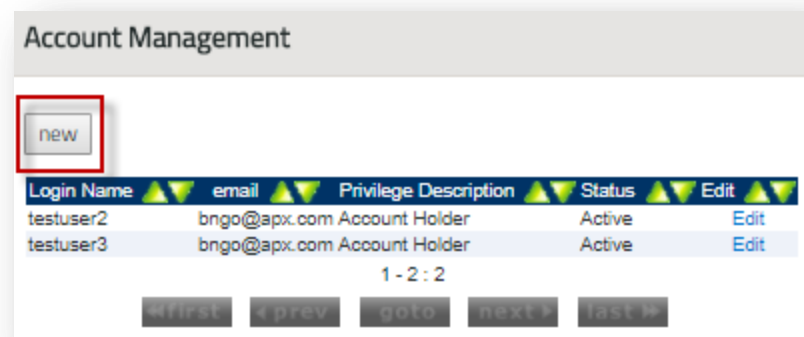 Account Management
new
Login Name email Privilege Description Status Edit
testuser2 bngo@apx.com Account Holder Active Edit
testuser3 bngo@apx.com Account Holder Active Edit
1 - 2 : 2
first prev goto next last